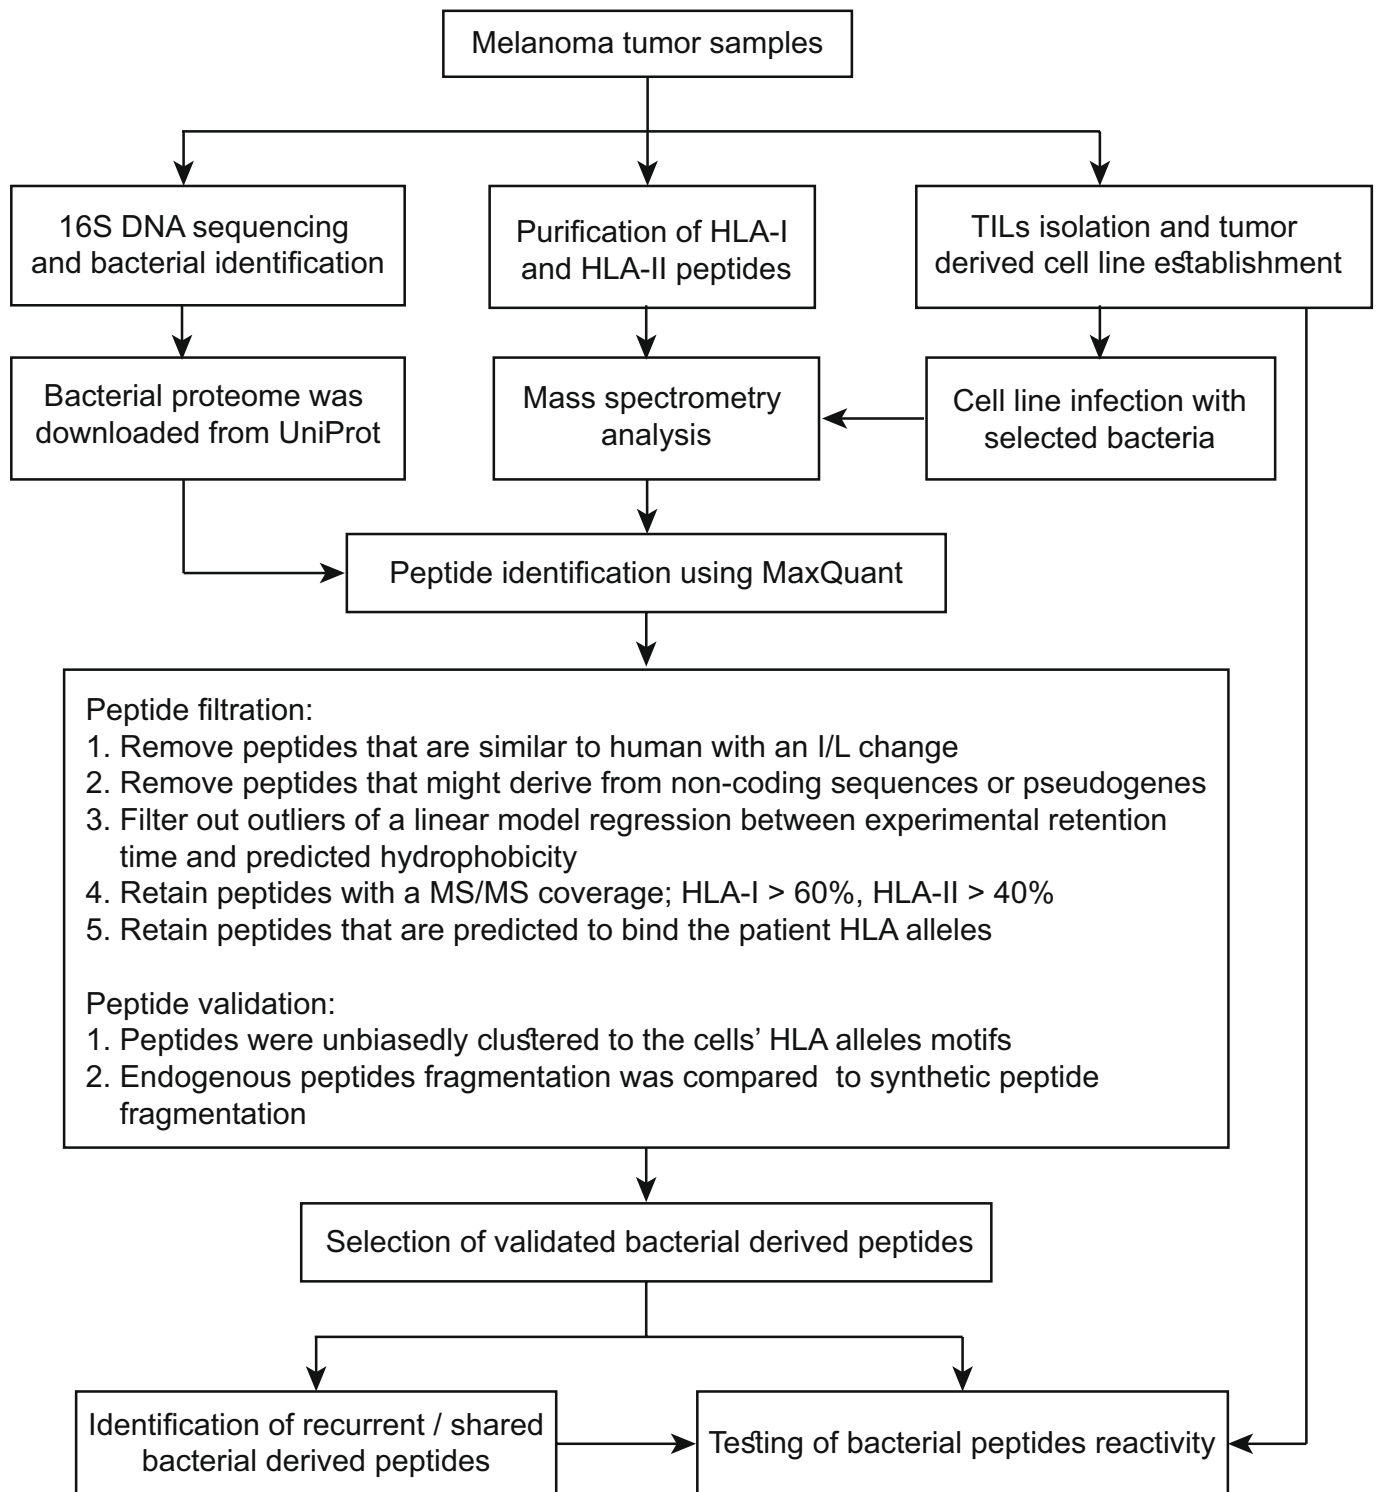 Melanoma tumor samples
16S DNA sequencing
and bacterial identification
Purification of HLA-I
and HLA-II peptides
TILs isolation and tumor
derived cell line establishment
Bacterial proteome was
downloaded from UniProt
Mass spectrometry
analysis
Cell line infection with
selected bacteria
Peptide identification using MaxQuant
Peptide filtration:
1. Remove peptides that are similar to human with an I/L change
2. Remove peptides that might derive from non-coding sequences or pseudogenes
3. Filter out outliers of a linear model regression between experimental retention
time and predicted hydrophobicity
4. Retain peptides with a MS/MS coverage; HLA-I > 60%, HLA-II > 40%
5. Retain peptides that are predicted to bind the patient HLA alleles
Peptide validation:
1. Peptides were unbiasedly clustered to the cells' HLA alleles motifs
2. Endogenous peptides fragmentation was compared to synthetic peptide
fragmentation
Selection of validated bacterial derived peptides
Identification of recurrent / shared
bacterial derived peptides
Testing of bacterial peptides reactivity